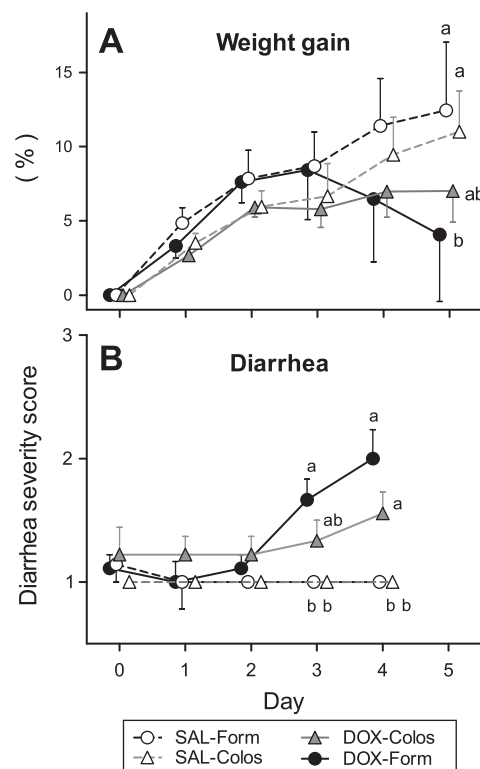 A
Weight gain
a
a
15
( % )
10
5
ab
b
0
3
B
Diarrhea
Diarrhea severity score
a
a
2
ab
a
1
b b
b b
0 1 2 3 4 5
Day
SAL-Form DOX-Colos
SAL-Colos DOX-Form